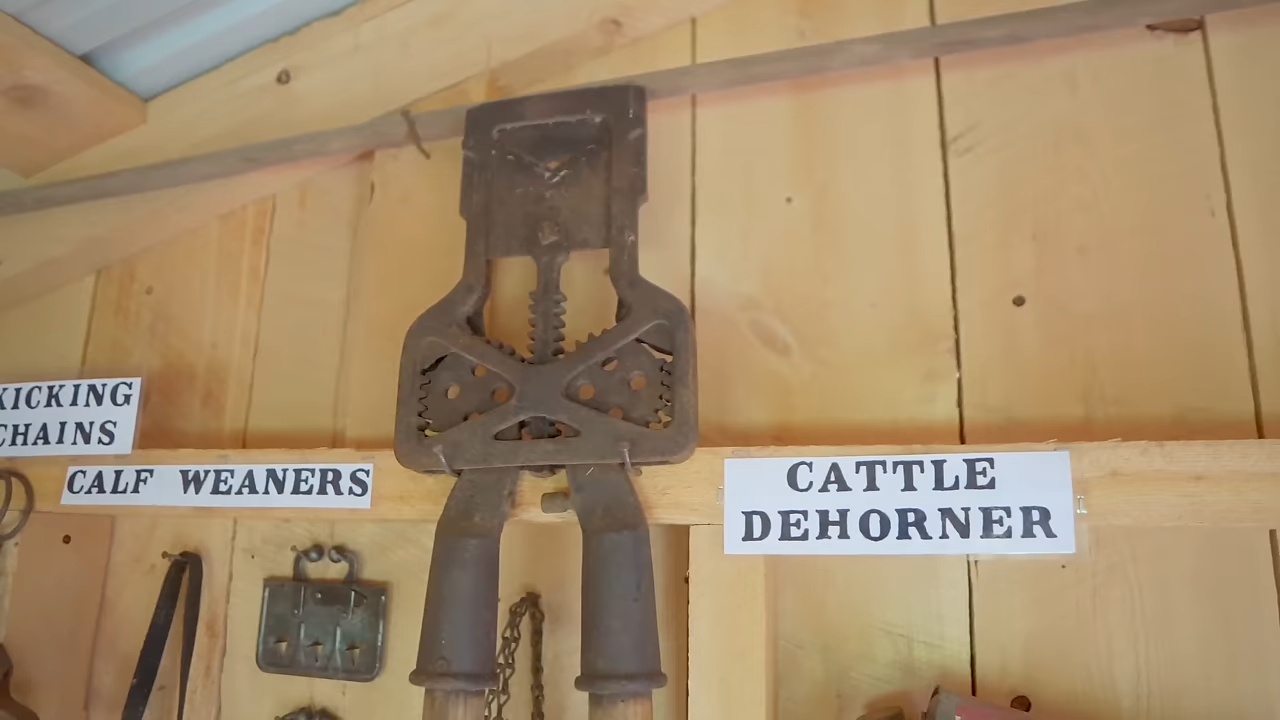 KICKING
CHAINS
CALF WEANERS
CATTLE
DEHORNER